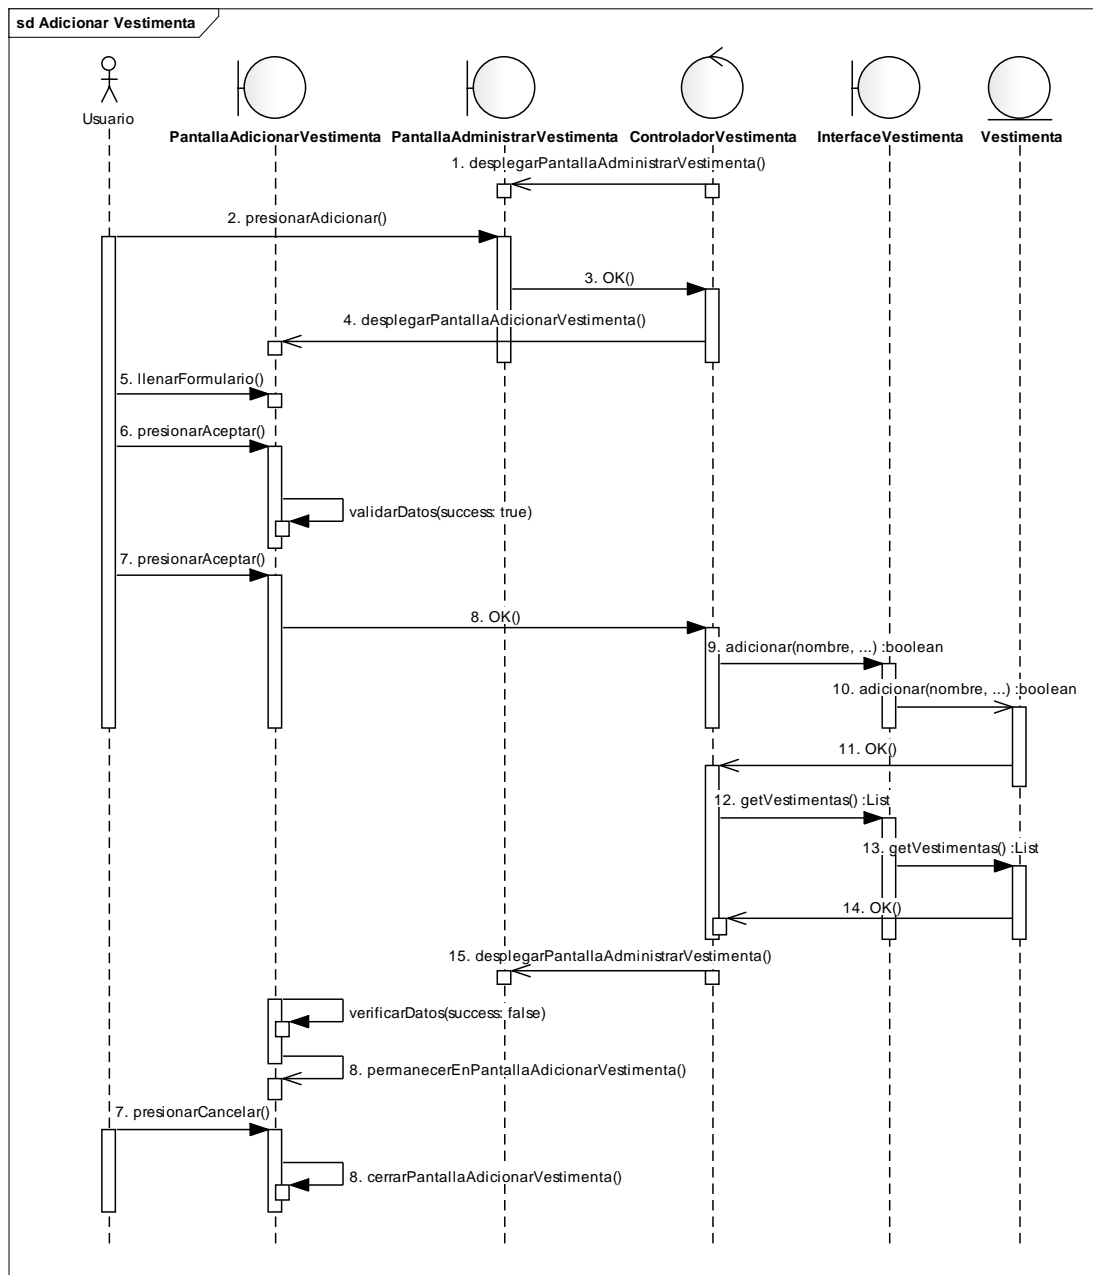 sd Adicionar Vestimenta
Usuario
PantallaAdicionarVestimenta
PantallaAdministrarVestimenta
ControladorVestimenta
InterfaceVestimenta
Vestimenta
1. desplegarPantallaAdministrarVestimenta()
2. presionarAdicionar()
3. OK()
4. desplegarPantallaAdicionarVestimenta()
5. llenarFormulario()
6. presionarAceptar()
validarDatos(success: true)
7. presionarAceptar()
8. OK()
9. adicionar(nombre, ...) :boolean
10. adicionar(nombre, ...) :boolean
11. OK()
12. getVestimentas() :List
13. getVestimentas() :List
14. OK()
15. desplegarPantallaAdministrarVestimenta()
verificarDatos(success: false)
8. permanecerEnPantallaAdicionarVestimenta()
7. presionarCancelar()
8. cerrarPantallaAdicionarVestimenta()